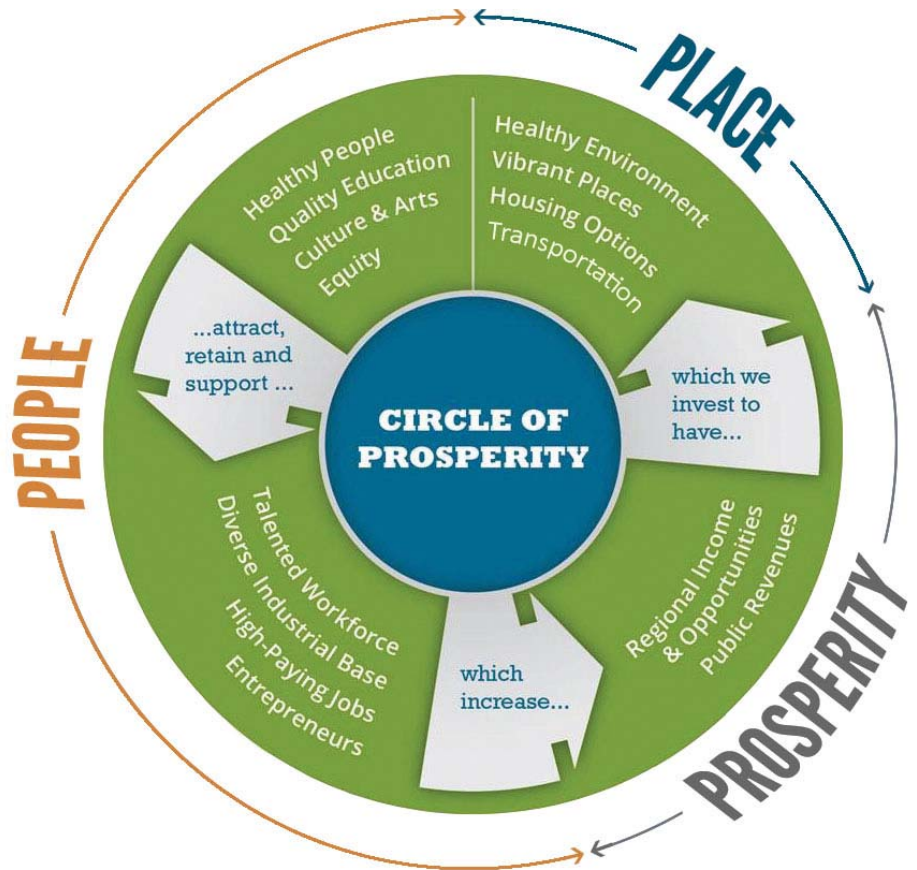 PLACE
Healthy People
Quality Education
Culture & Arts
Equity
Healthy Environment
Vibrant Places
Housing Options
Transportation
...attract,
retain and
support ...
which we
invest to
have...
PEOPLE
CIRCLE OF
PROSPERITY
Talented Workforce
Diverse Industrial Base
High-Paying Jobs
Entrepreneurs
which
increase...
Regional Income
& Opportunities
Public Revenues
PROSPERITY